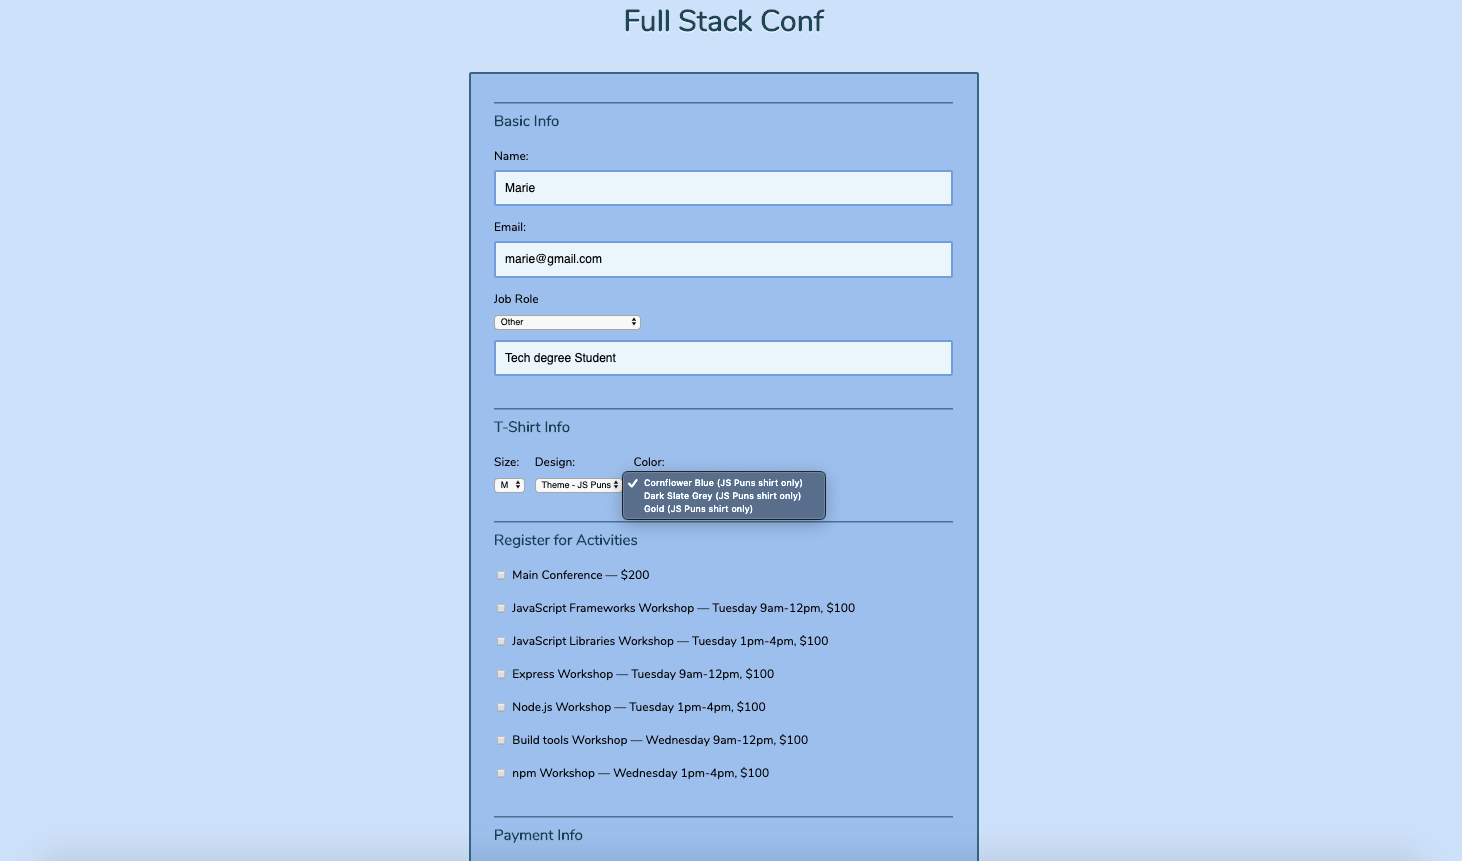 Full Stack Conf
Basic Info
Name:
Marie
Email:
marie@gmail.com
Job Role
Other
Tech degree Student
T-Shirt Info
Size: Design: Color:
M Theme - JS Puns
Cornflower Blue (JS Puns shirt only)
Dark Slate Grey (JS Puns shirt only)
Gold (JS Puns shirt only)
Register for Activities
Main Conference — $200
JavaScript Frameworks Workshop — Tuesday 9am-12pm, $100
JavaScript Libraries Workshop — Tuesday 1pm-4pm, $100
Express Workshop — Tuesday 9am-12pm, $100
Node.js Workshop — Tuesday 1pm-4pm, $100
Build tools Workshop — Wednesday 9am-12pm, $100
npm Workshop — Wednesday 1pm-4pm, $100
Payment Info